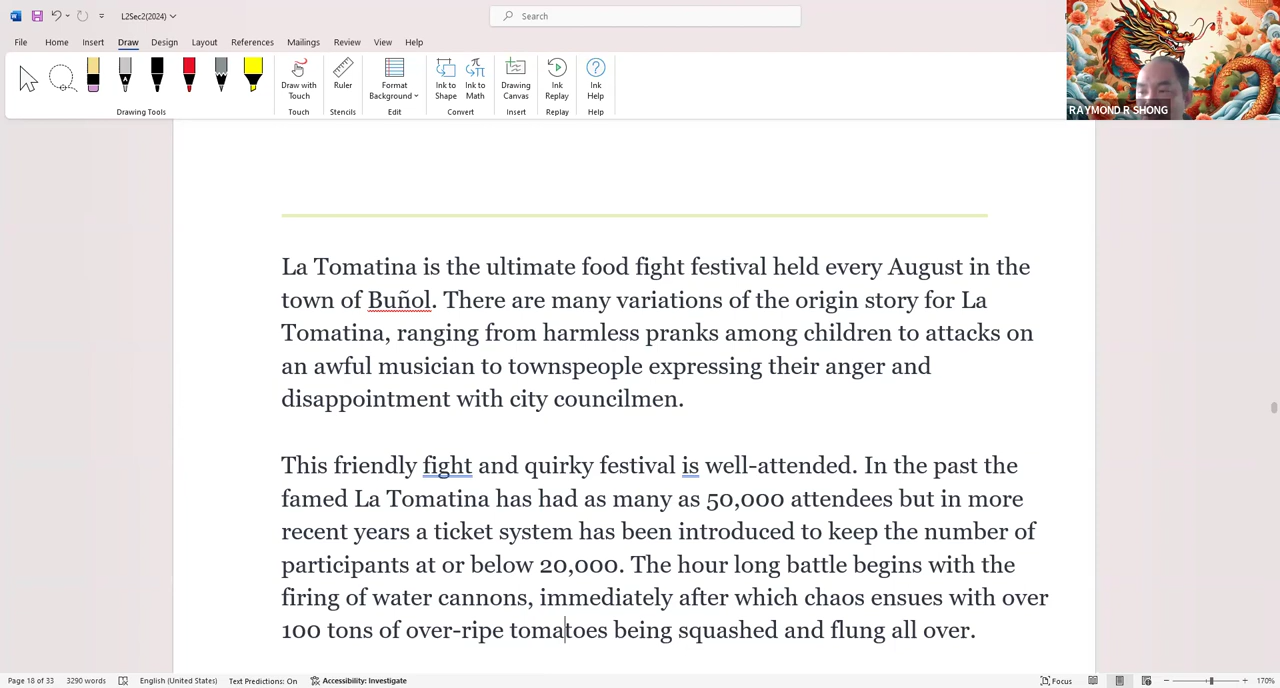 L2Sec2(2024)
Search
File Home Insert Draw Design Layout References Mailings Review View Help
Draw with Touch
Ruler
Format Background
Ink to Shape
Ink to Math
Drawing Canvas
Ink Replay
Ink Help
Drawing Tools Touch Stencils Edit Convert Insert Replay Help
RAYMOND R SHONG
La Tomatina is the ultimate food fight festival held every August in the
town of Buñol. There are many variations of the origin story for La
Tomatina, ranging from harmless pranks among children to attacks on
an awful musician to townspeople expressing their anger and
disappointment with city councilmen.
This friendly fight and quirky festival is well-attended. In the past the
famed La Tomatina has had as many as 50,000 attendees but in more
recent years a ticket system has been introduced to keep the number of
participants at or below 20,000. The hour long battle begins with the
firing of water cannons, immediately after which chaos ensues with over
100 tons of over-ripe tomatoes being squashed and flung all over.
Page 18 of 33 3290 words English (United States) Text Predictions: On Accessibility: Investigate Focus 170%